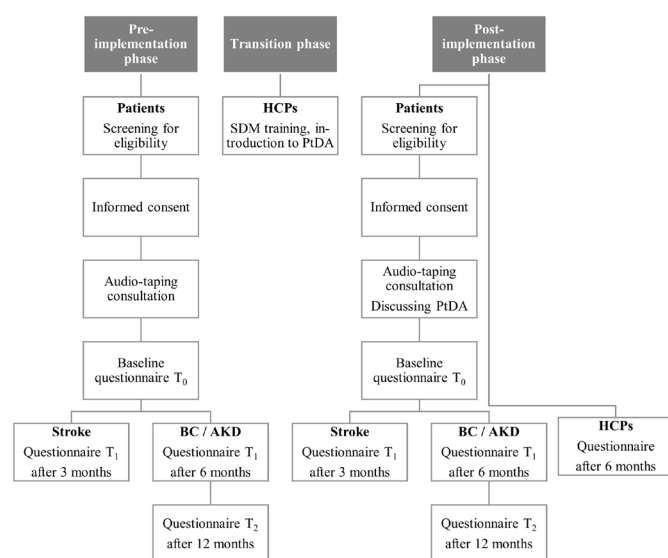 Pre-
implementation
phase
Transition phase
Post-
implementation
phase
Patients
Screening for
eligibility
HCPs
SDM training, in-
troduction to PtDA
Patients
Screening for
eligibility
Informed consent
Informed consent
Audio-taping
consultation
Audio-taping
consultation
Discussing PtDA
Baseline
questionnaire T₀
Baseline
questionnaire T₀
Stroke
Questionnaire T₁
after 3 months
BC / AKD
Questionnaire T₁
after 6 months
Stroke
Questionnaire T₁
after 3 months
BC / AKD
Questionnaire T₁
after 6 months
HCPs
Questionnaire
after 6 months
Questionnaire T₂
after 12 months
Questionnaire T₂
after 12 months